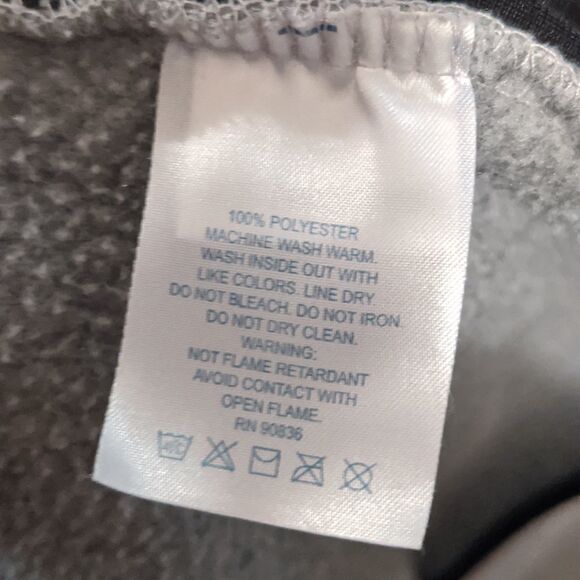 100% POLYESTER
MACHINE WASH WARM.
WASH INSIDE OUT WITH
LIKE COLORS. LINE DRY.
DO NOT BLEACH. DO NOT IRON.
DO NOT DRY CLEAN.
WARNING:
NOT FLAME RETARDANT
AVOID CONTACT WITH
OPEN FLAME.
RN 90836